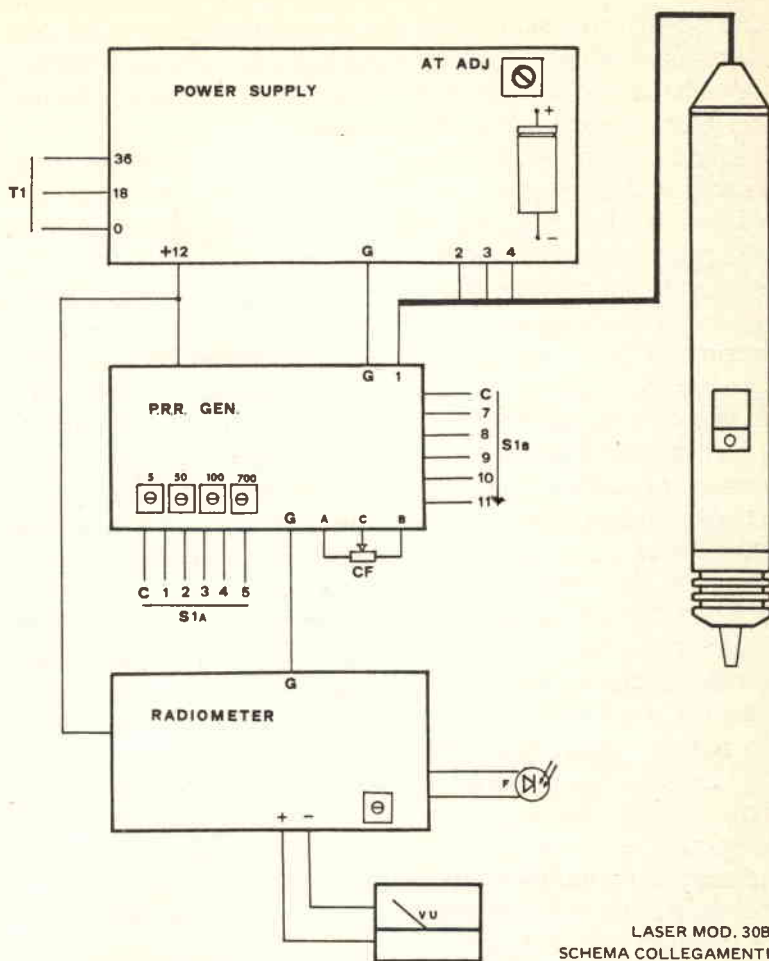 AT ADJ
POWER SUPPLY
+
36
T1
18
0
-
+12 G 2 3 4
G 1
C
P.R.R. GEN.
7
8
S1B
9
5 50 100 700
10
11
G A C B
CF
C 1 2 3 4 5
S1A
G
RADIOMETER
F
+ -
VU
LASER MOD. 30B
SCHEMA COLLEGAMENTI